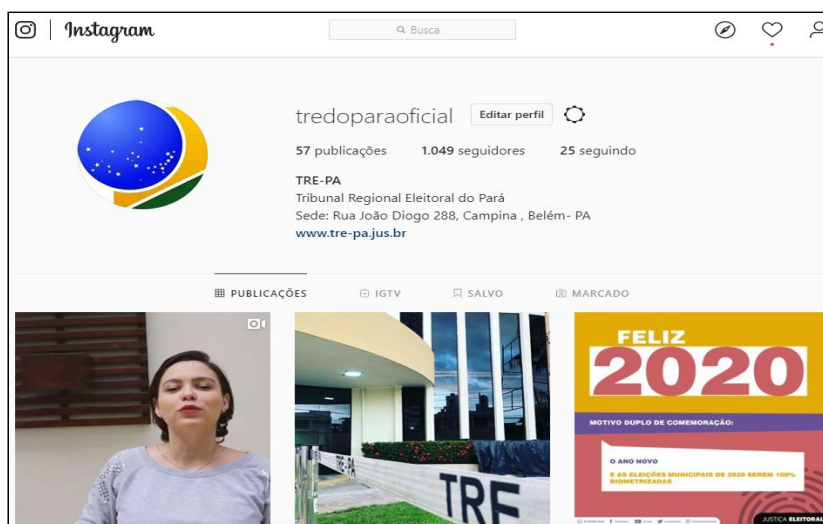 Instagram
Busca
tredoparaoficial Editar perfil
57 publicações 1.049 seguidores 25 seguindo
TRE-PA
Tribunal Regional Eleitoral do Pará
Sede: Rua João Diogo 288, Campina , Belém- PA
www.tre-pa.jus.br
PUBLICAÇÕES IGTV SALVO MARCADO
TRE-PA
TRE
FELIZ
2020
MOTIVO DUPLO DE COMEMORAÇÃO:
O ANO NOVO
E AS ELEIÇÕES MUNICIPAIS DE 2020 SEREM 100%
BIOMETRIZADAS
JUSTIÇA ELEITORAL